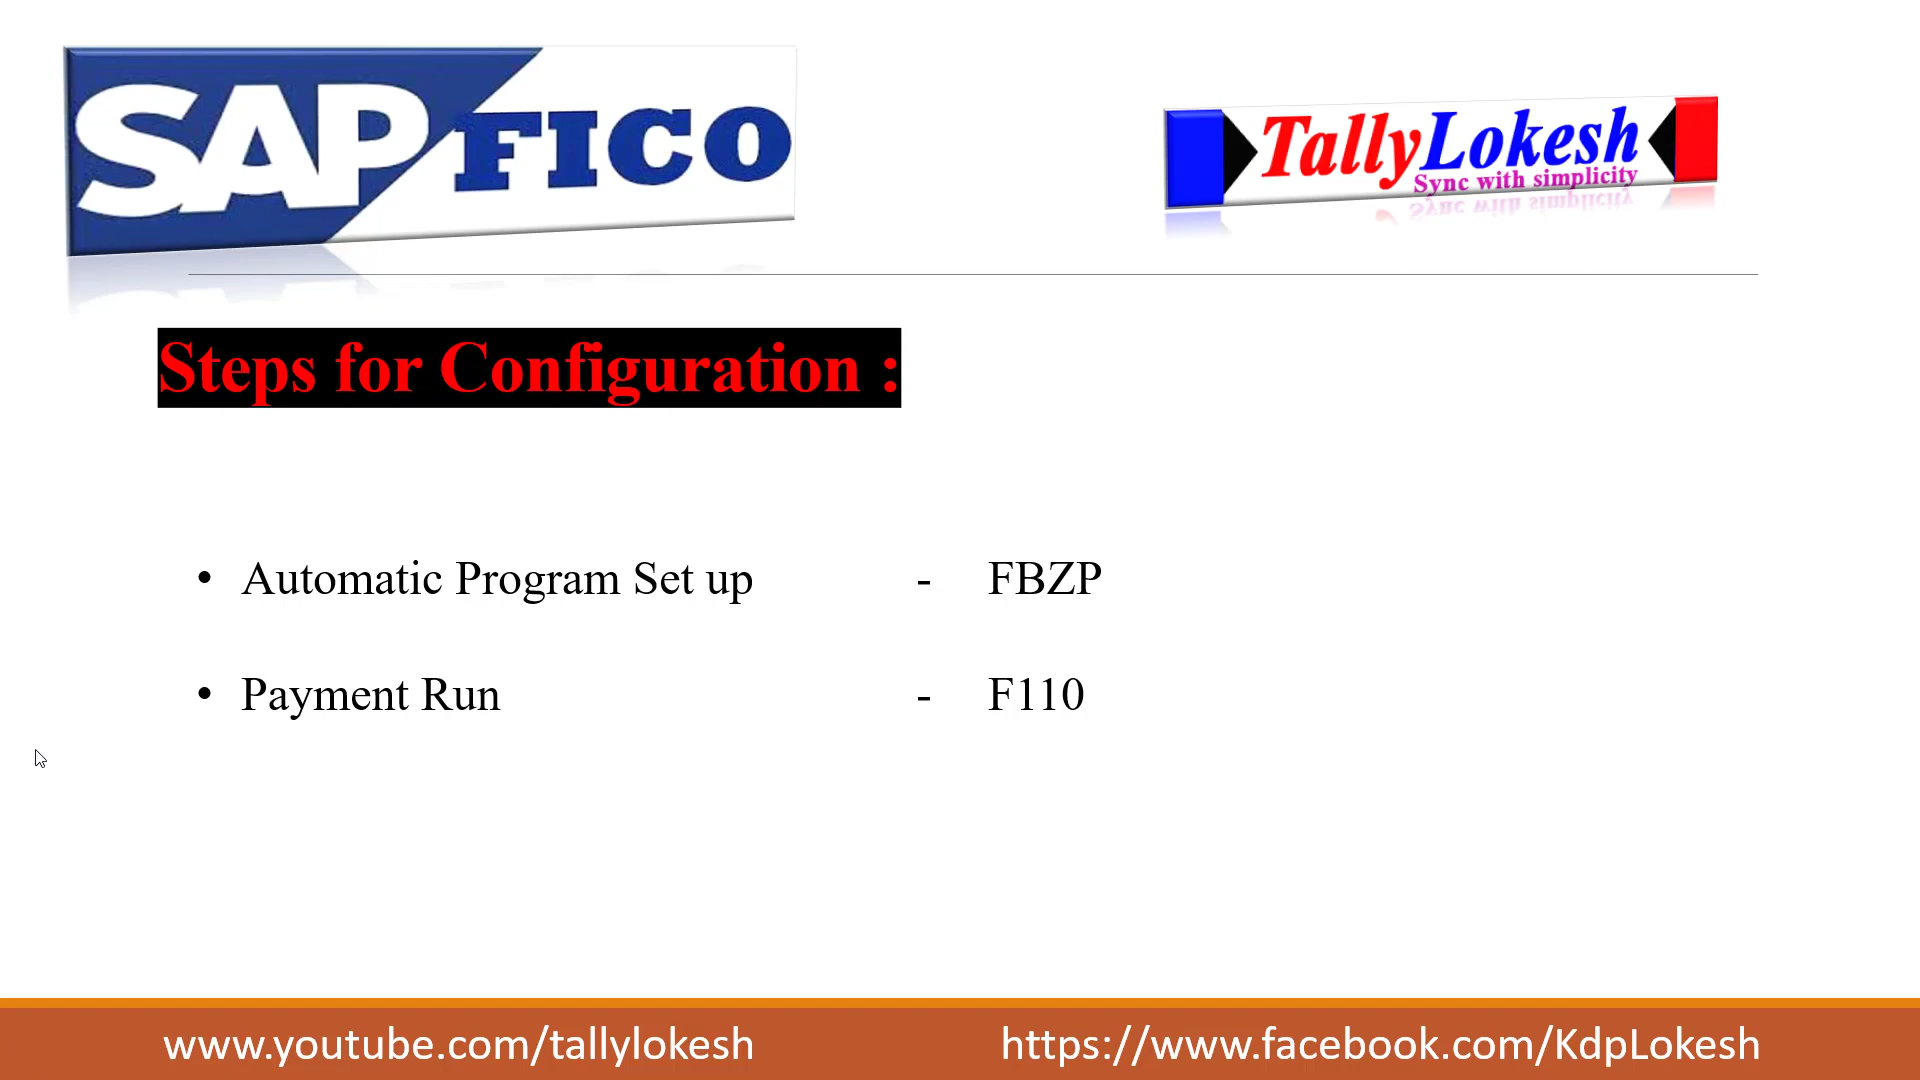 SAP FICO
TallyLokesh
Sync with simplicity
Steps for Configuration :
• Automatic Program Set up - FBZP
• Payment Run - F110
www.youtube.com/tallylokesh https://www.facebook.com/KdpLokesh